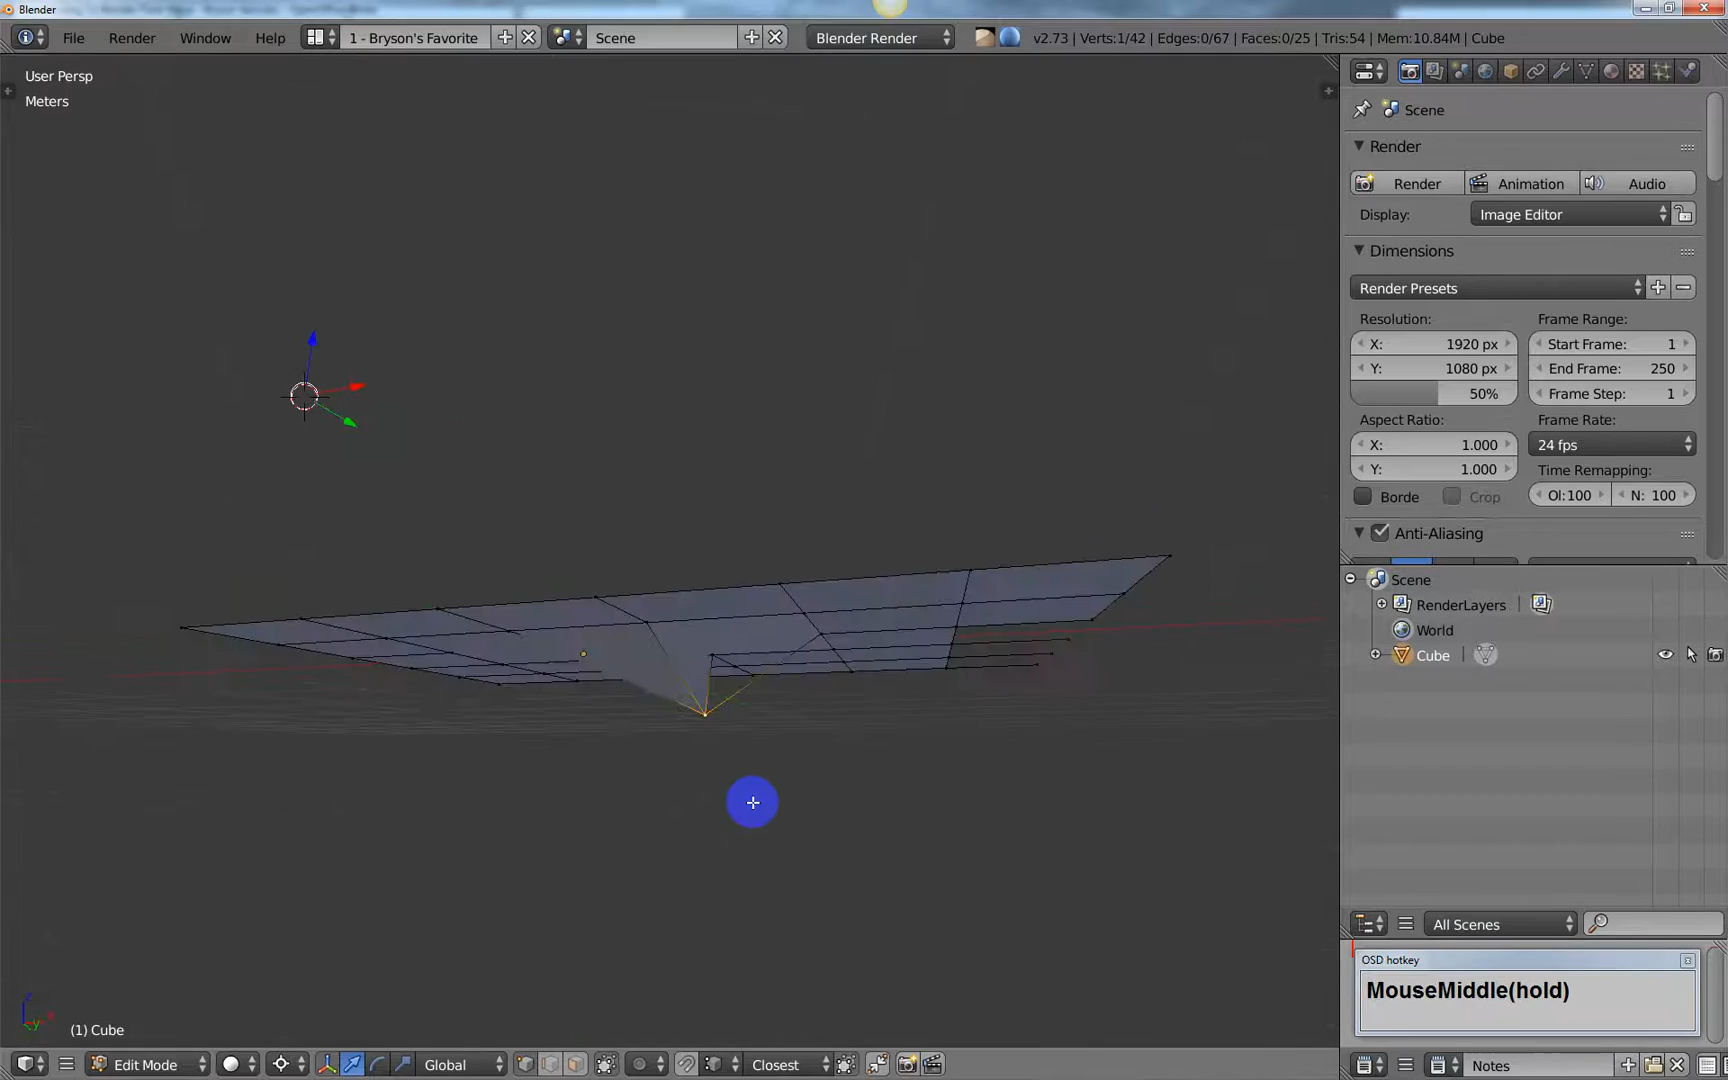 Blender
File Render Window Help 1 - Bryson's Favorite Scene Blender Render v2.73 | Verts:1/42 | Edges:0/67 | Faces:0/25 | Tris:54 | Mem:10.84M | Cube
User Persp
Meters
Scene
Render
Render Animation Audio
Display: Image Editor
Dimensions
Render Presets
Resolution: Frame Range:
X: 1920 px Start Frame: 1
Y: 1080 px End Frame: 250
50% Frame Step: 1
Aspect Ratio: Frame Rate:
X: 1.000 24 fps
Y: 1.000 Time Remapping:
Borde Crop Ol:100 N: 100
Anti-Aliasing
Scene
RenderLayers
World
Cube
All Scenes
OSD hotkey
MouseMiddle(hold)
z
x
y
(1) Cube
Edit Mode Global Closest Notes